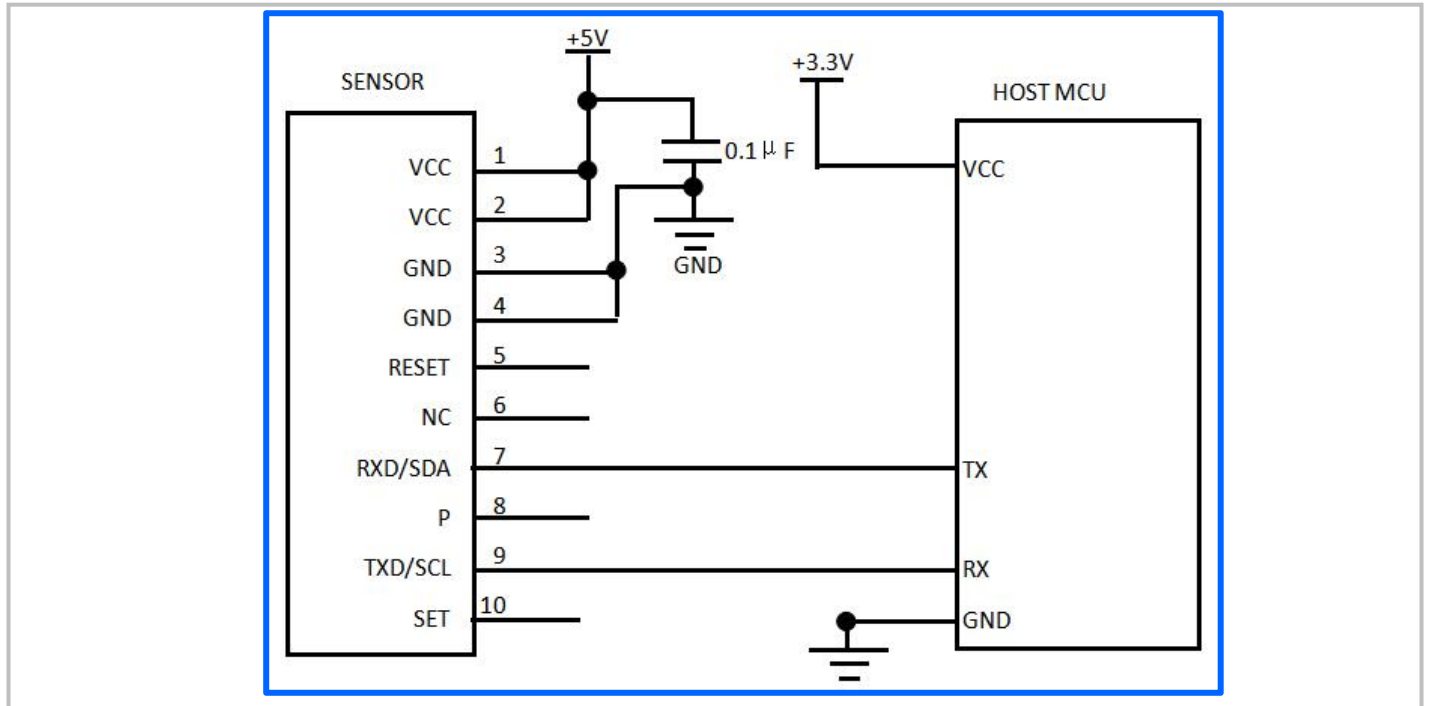 +5V
+3.3V
SENSOR
HOST MCU
0.1μF
VCC 1
VCC
VCC 2
GND 3
GND
GND 4
RESET 5
NC 6
RXD/SDA 7
TX
P 8
TXD/SCL 9
RX
SET 10
GND